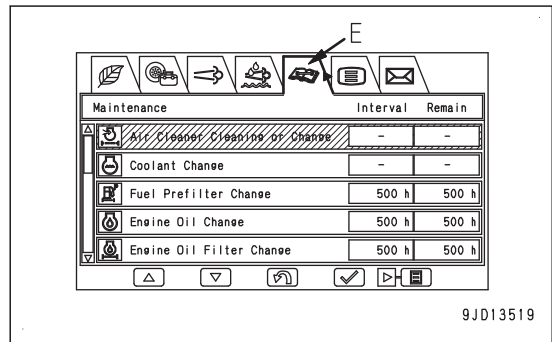 E
Maintenance Interval Remain
Air Cleaner Cleaning or Change - -
Coolant Change - -
Fuel Prefilter Change 500 h 500 h
Engine Oil Change 500 h 500 h
Engine Oil Filter Change 500 h 500 h
9JD13519